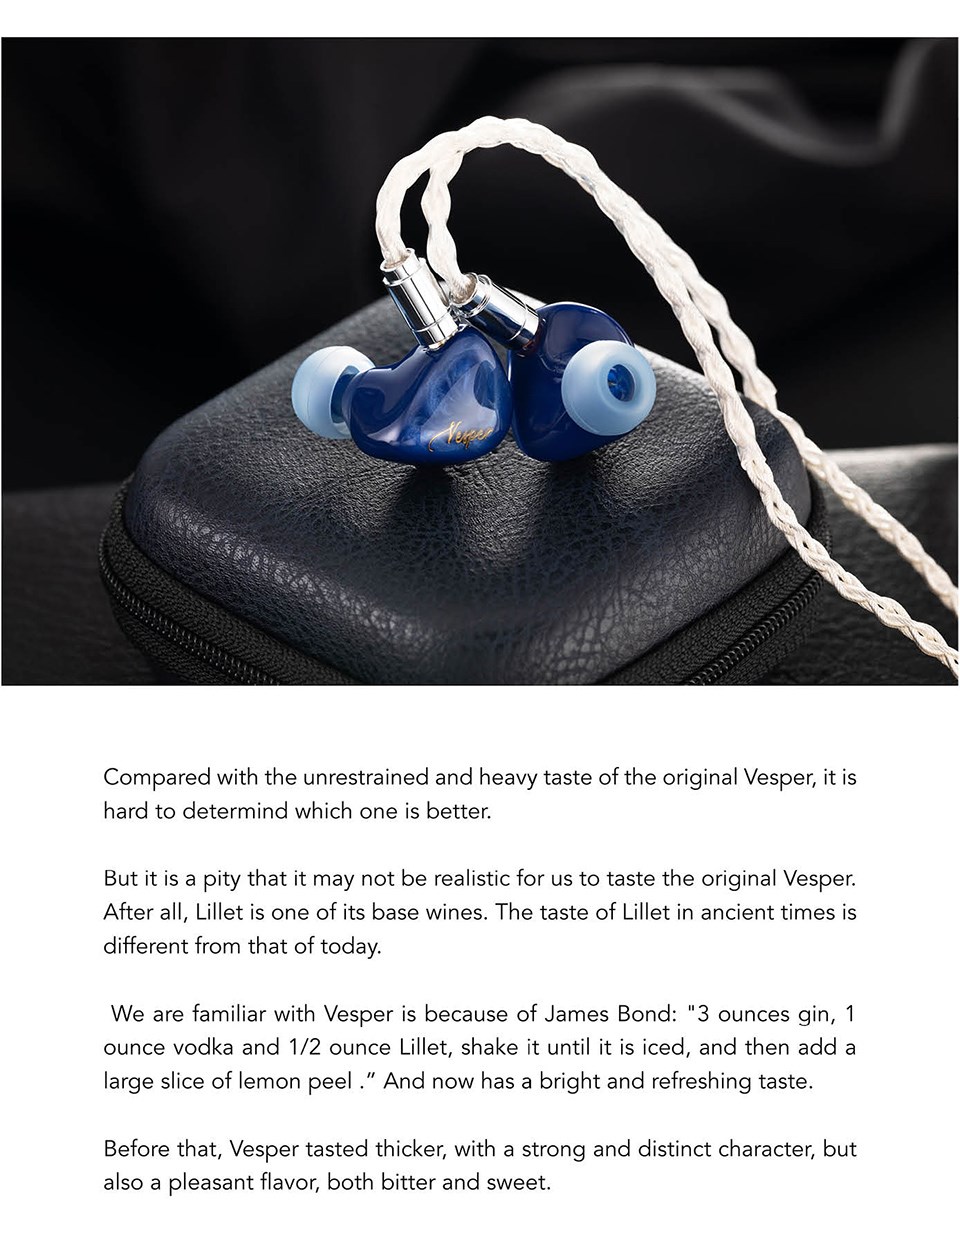 Vesper
Compared with the unrestrained and heavy taste of the original Vesper, it is
hard to determind which one is better.
But it is a pity that it may not be realistic for us to taste the original Vesper.
After all, Lillet is one of its base wines. The taste of Lillet in ancient times is
different from that of today.
We are familiar with Vesper is because of James Bond: "3 ounces gin, 1
ounce vodka and 1/2 ounce Lillet, shake it until it is iced, and then add a
large slice of lemon peel .” And now has a bright and refreshing taste.
Before that, Vesper tasted thicker, with a strong and distinct character, but
also a pleasant flavor, both bitter and sweet.